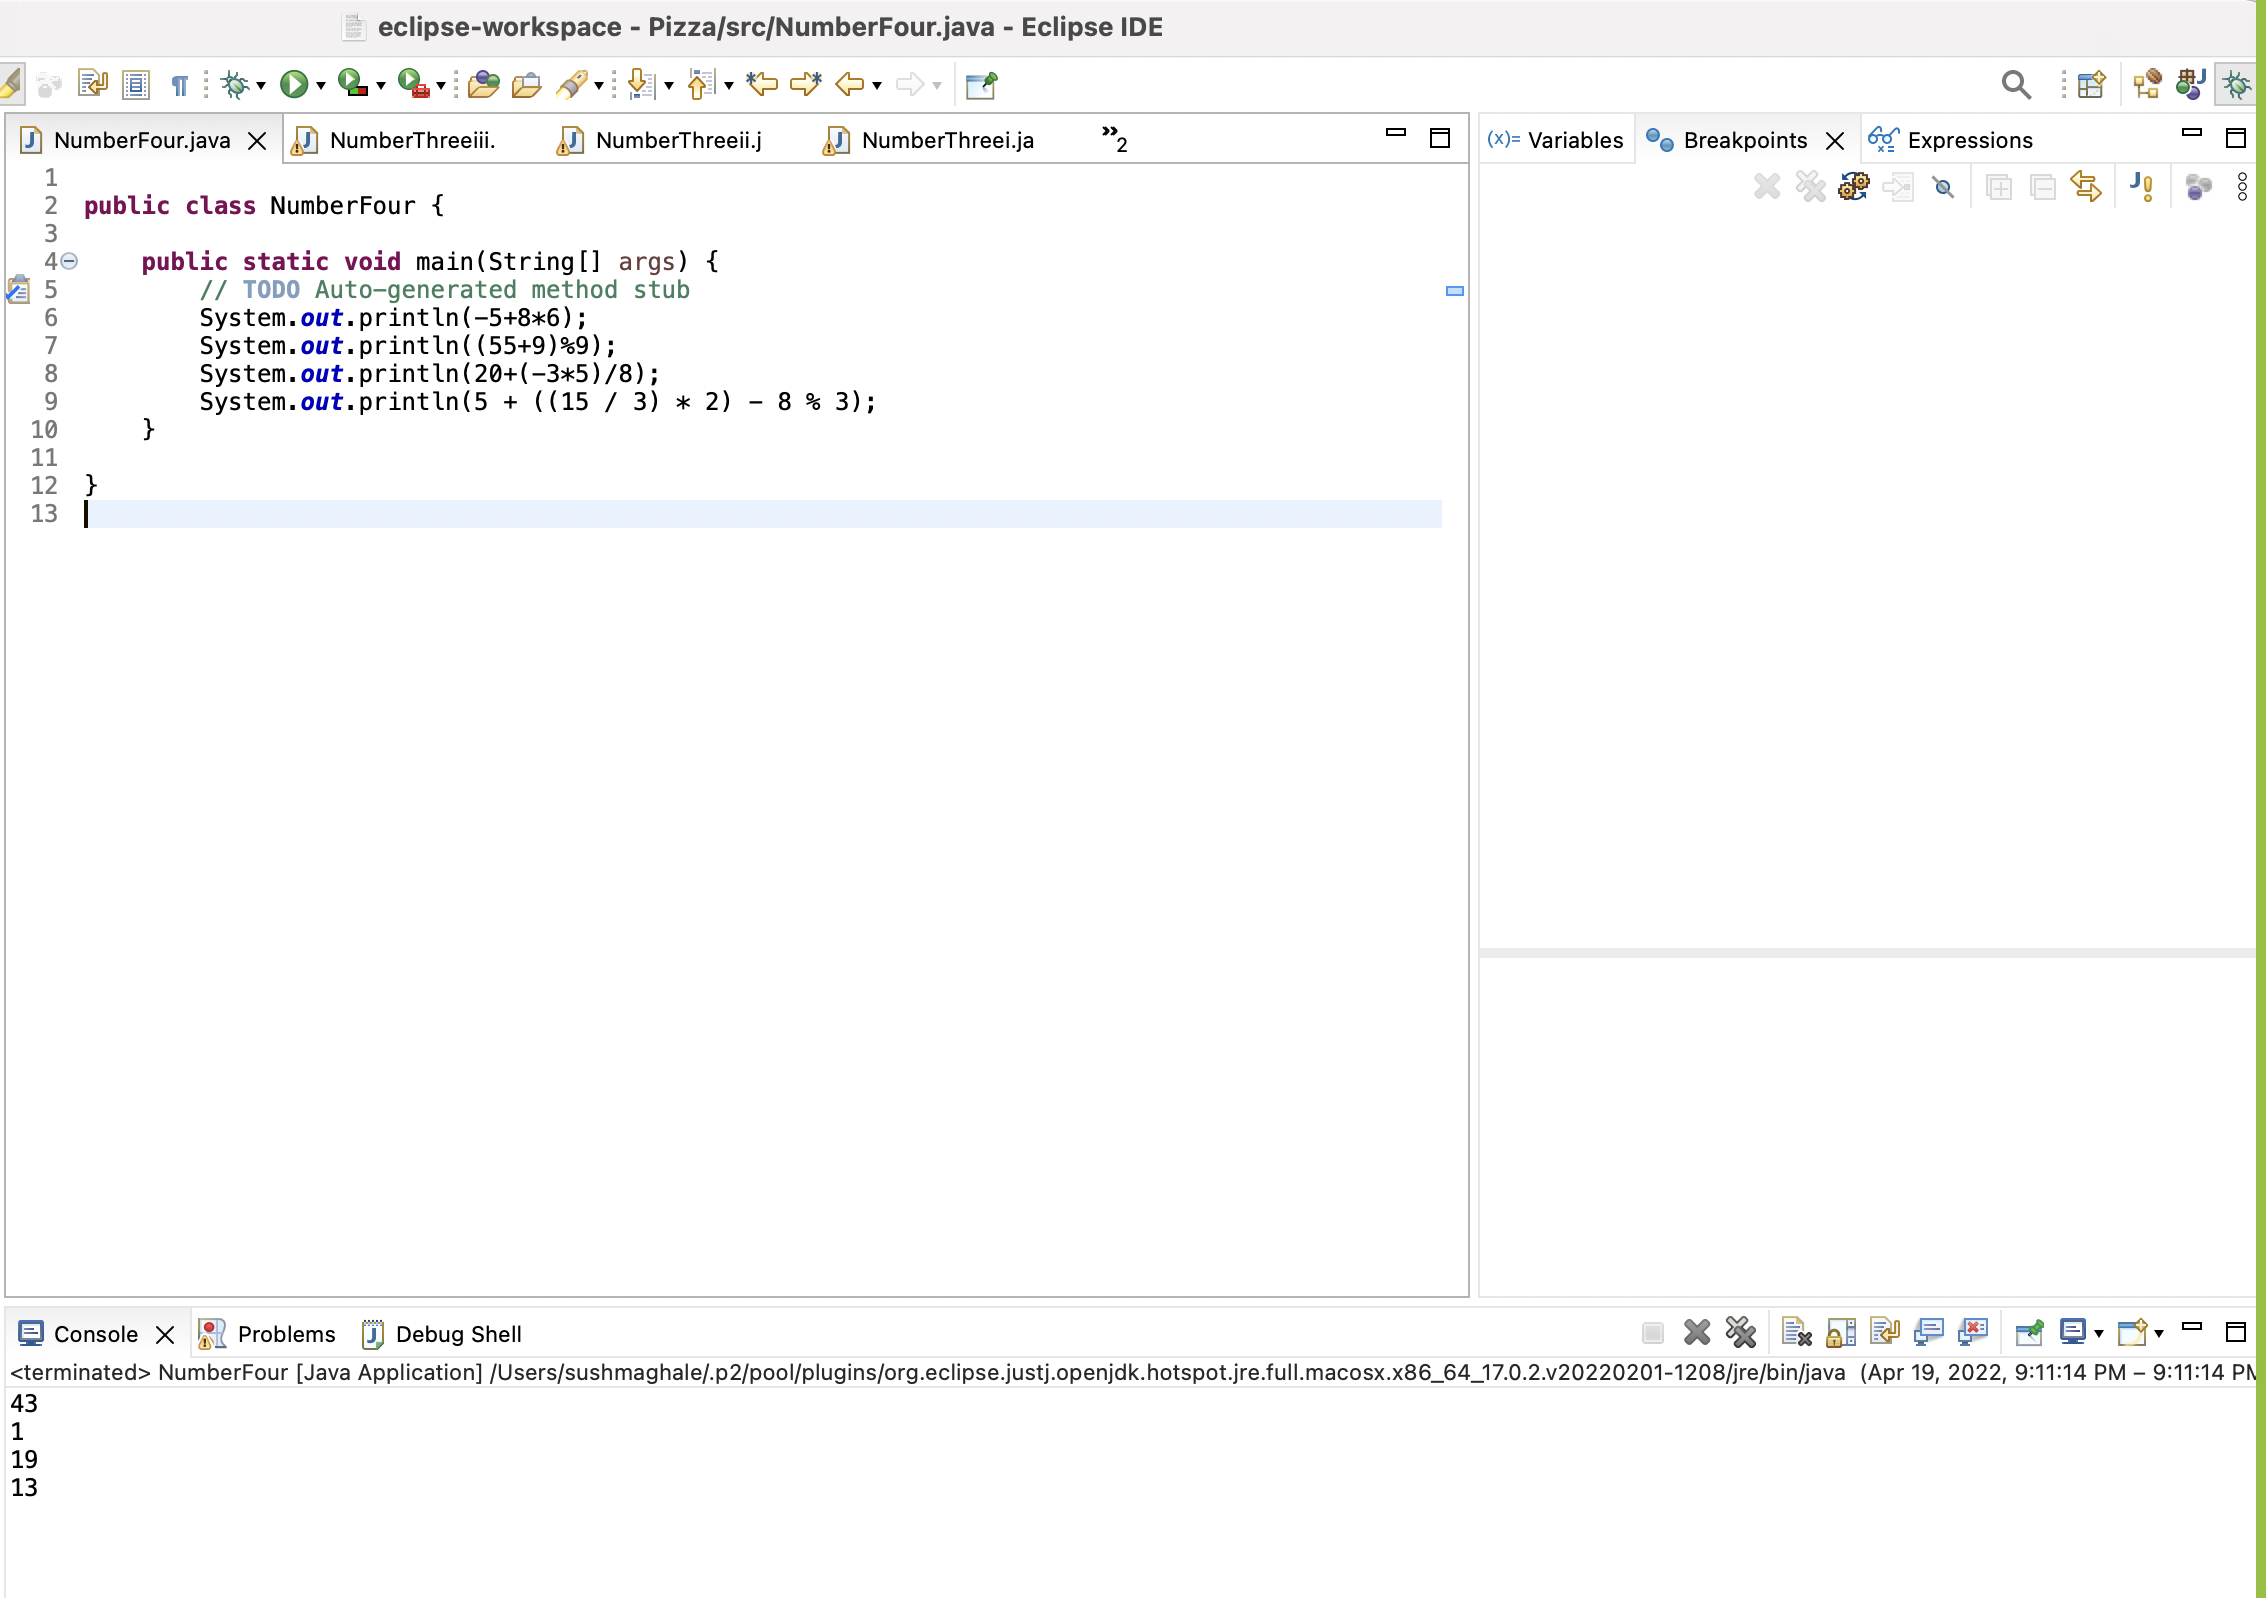 eclipse-workspace - Pizza/src/NumberFour.java - Eclipse IDE
NumberFour.java NumberThreeiii. NumberThreeii.j NumberThreei.ja »2
(x)= Variables Breakpoints Expressions
1
2 public class NumberFour {
3
4 public static void main(String[] args) {
5 // TODO Auto-generated method stub
6 System.out.println(-5+8*6);
7 System.out.println((55+9)%9);
8 System.out.println(20+(-3*5)/8);
9 System.out.println(5 + ((15 / 3) * 2) - 8 % 3);
10 }
11
12 }
13
Console Problems Debug Shell
<terminated> NumberFour [Java Application] /Users/sushmaghale/.p2/pool/plugins/org.eclipse.justj.openjdk.hotspot.jre.full.macosx.x86_64_17.0.2.v20220201-1208/jre/bin/java (Apr 19, 2022, 9:11:14 PM – 9:11:14 PM
43
1
19
13